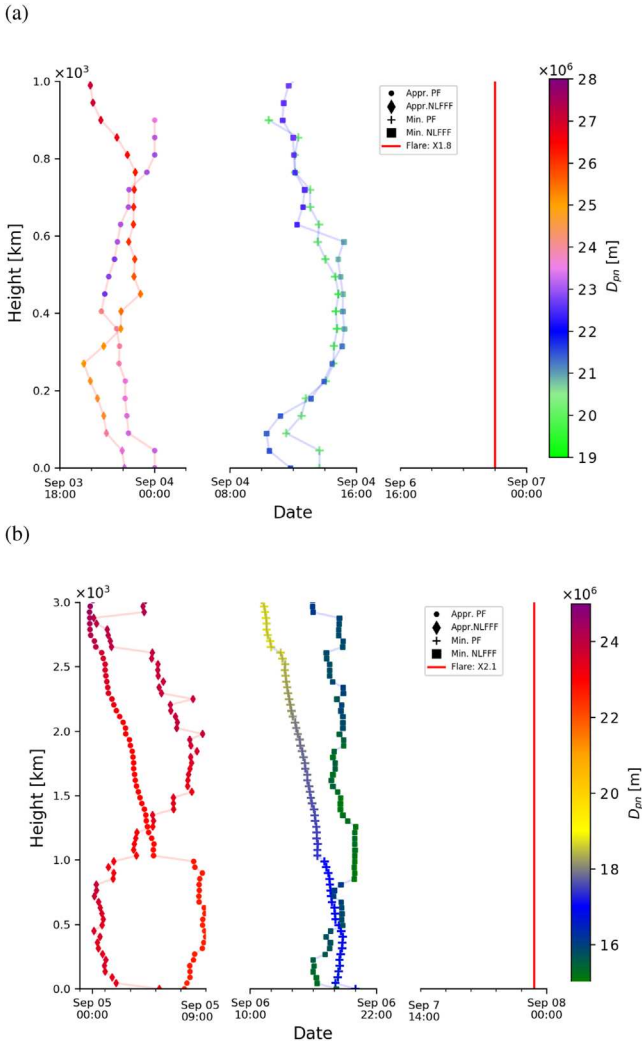 (a)
×10³
1.0
0.8
0.6
0.4
0.2
0.0
Height [km]
Sep 03
18:00
Sep 04
00:00
Sep 04
08:00
Sep 04
16:00
Sep 6
16:00
Sep 07
00:00
Date
Appr. PF
Appr.NLFFF
Min. PF
Min. NLFFF
Flare: X1.8
×10⁶
28
27
26
25
24
23
22
21
20
19
Dₚₙ [m]
(b)
×10³
3.0
2.5
2.0
1.5
1.0
0.5
0.0
Height [km]
Sep 05
00:00
Sep 05
09:00
Sep 06
10:00
Sep 06
22:00
Sep 7
14:00
Sep 08
00:00
Date
Appr. PF
Appr.NLFFF
Min. PF
Min. NLFFF
Flare: X2.1
×10⁶
24
22
20
18
16
Dₚₙ [m]